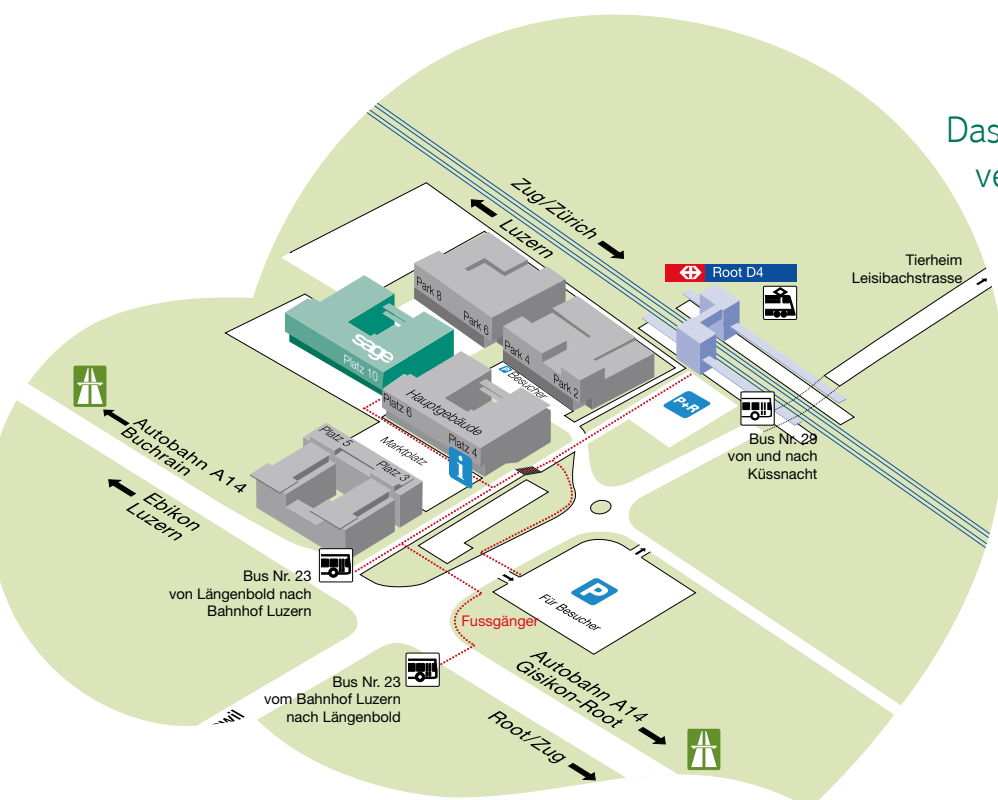 Das
ve
Zug/Zürich
Luzern
Root D4
Tierheim
Leisibachstrasse
Park 8
Park 6
Park 4
Park 2
sage
Platz 10
P Besucher
P+R
Platz 6
Hauptgebäude
Platz 4
Marktplatz
i
Platz 5
Platz 3
Bus Nr. 29
von und nach
Küssnacht
Autobahn A14
Buchrain
Ebikon
Luzern
Bus Nr. 23
von Längenbold nach
Bahnhof Luzern
P
Für Besucher
Fussgänger
Bus Nr. 23
vom Bahnhof Luzern
nach Längenbold
Autobahn A14
Gisikon-Root
Root/Zug
wil